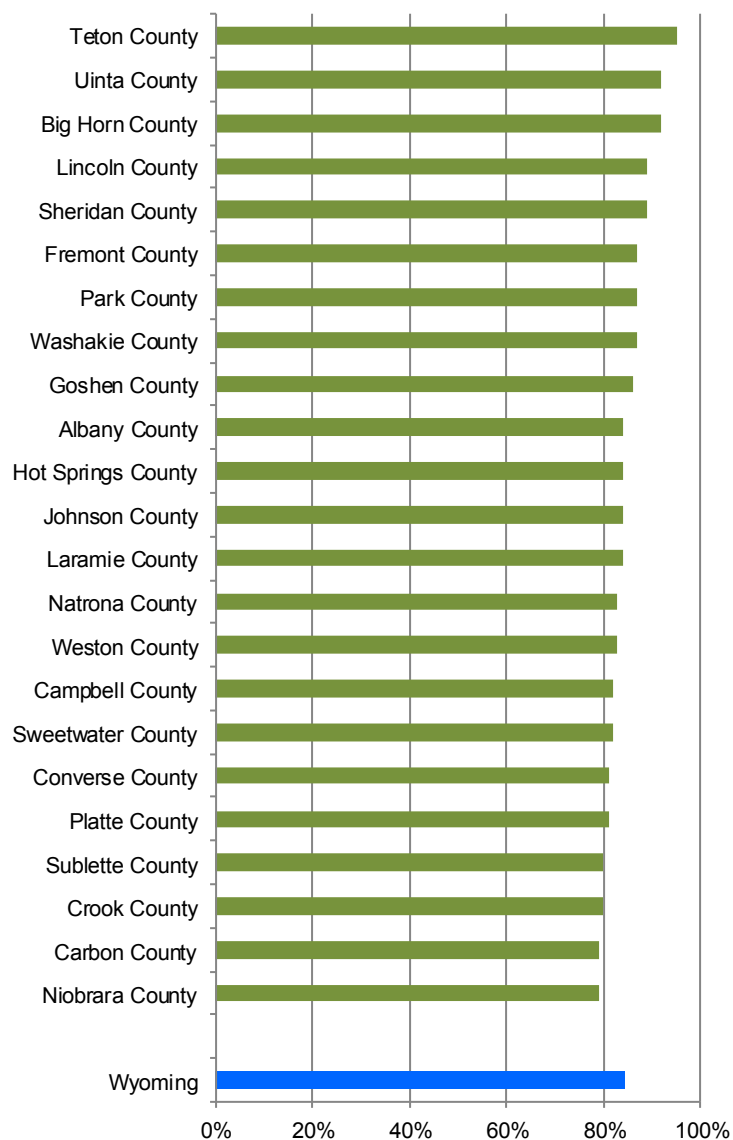 Teton County
Uinta County
Big Horn County
Lincoln County
Sheridan County
Fremont County
Park County
Washakie County
Goshen County
Albany County
Hot Springs County
Johnson County
Laramie County
Natrona County
Weston County
Campbell County
Sweetwater County
Converse County
Platte County
Sublette County
Crook County
Carbon County
Niobrara County
Wyoming
0% 20% 40% 60% 80% 100%